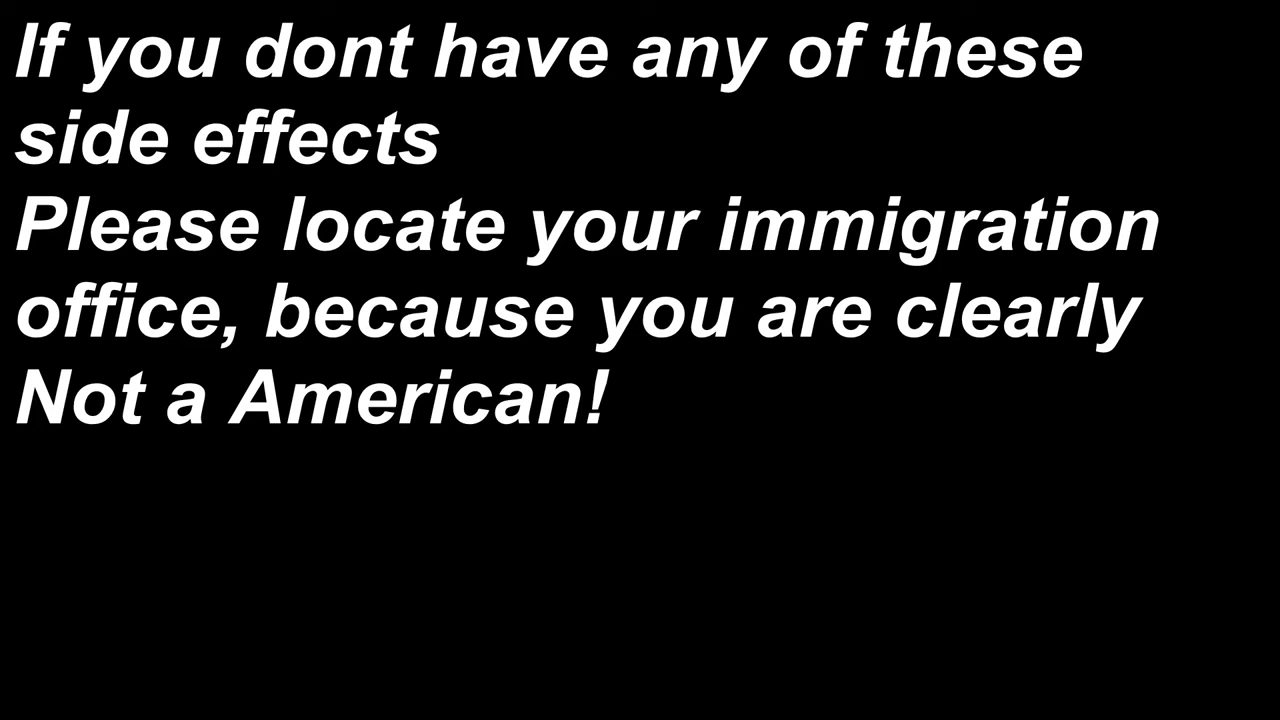 If you dont have any of these
side effects
Please locate your immigration
office, because you are clearly
Not a American!